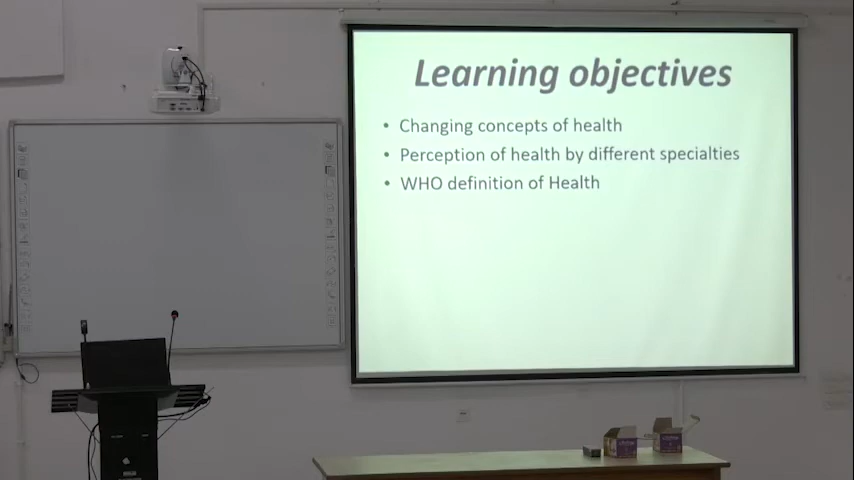 Learning objectives
• Changing concepts of health
• Perception of health by different specialties
• WHO definition of Health